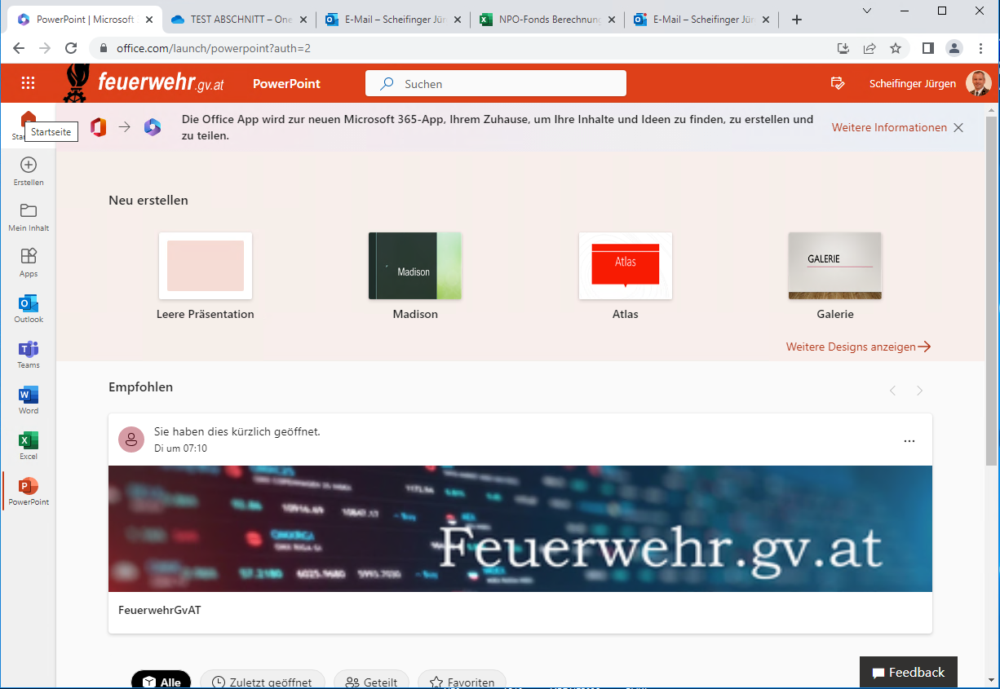 PowerPoint | Microsoft
TEST ABSCHNITT – One
E-Mail – Scheifinger Jür
NPO-Fonds Berechnung
E-Mail – Scheifinger Jür
office.com/launch/powerpoint?auth=2
feuerwehr.gv.at
PowerPoint
Suchen
Scheifinger Jürgen
Startseite
Die Office App wird zur neuen Microsoft 365-App, Ihrem Zuhause, um Ihre Inhalte und Ideen zu finden, zu erstellen und
zu teilen.
Weitere Informationen
Erstellen
Mein Inhalt
Apps
Outlook
Teams
Word
Excel
PowerPoint
Neu erstellen
Madison
Atlas
GALERIE
Leere Präsentation
Madison
Atlas
Galerie
Weitere Designs anzeigen
Empfohlen
Sie haben dies kürzlich geöffnet.
Di um 07:10
Feuerwehr.gv.at
FeuerwehrGvAT
Alle
Zuletzt geöffnet
Geteilt
Favoriten
Feedback